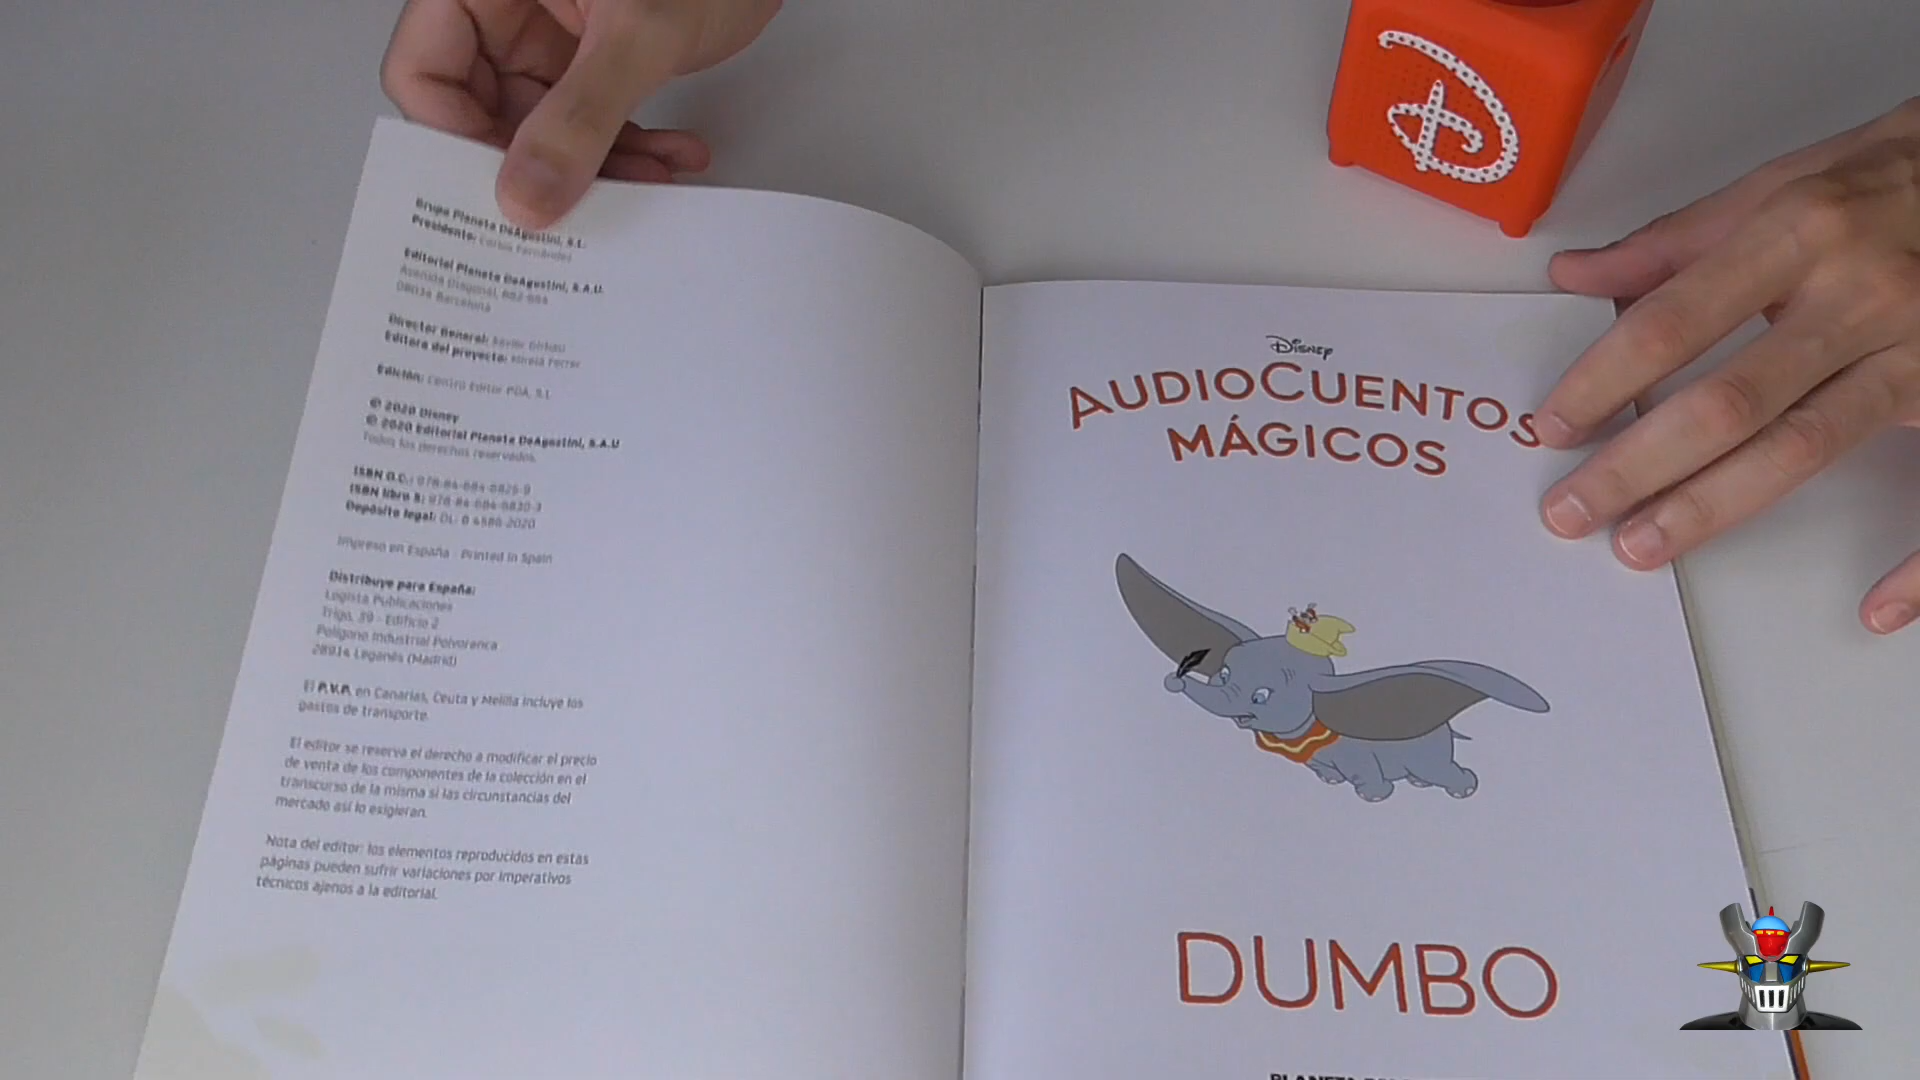 Grupo Planeta DeAgostini, S.L.
Presidente: Carlos Fernández
Editorial Planeta DeAgostini, S.A.U.
Avenida Diagonal, 662-664
08034 Barcelona
Director General:
Editora del proyecto: Mireia Ferrer
Edición: Centro Editor PDA, S.L.
© 2020 Disney
© 2020 Editorial Planeta DeAgostini, S.A.U
Todos los derechos reservados.
ISBN O.C.:
ISBN libro
Depósito legal:
Impreso en España - Printed in Spain
Distribuye para España:
Logista Publicaciones
Trigo, 39 - Edificio 2
Polígono Industrial Polvoranca
28914 Leganés (Madrid)
El P.V.P. en Canarias, Ceuta y Melilla incluye los
gastos de transporte.
El editor se reserva el derecho a modificar el precio
de venta de los componentes de la colección en el
transcurso de la misma si las circunstancias del
mercado así lo exigieran.
Nota del editor: los elementos reproducidos en estas
páginas pueden sufrir variaciones por imperativos
técnicos ajenos a la editorial.
Disney
AUDIOCUENTOS
MÁGICOS
DUMBO
D